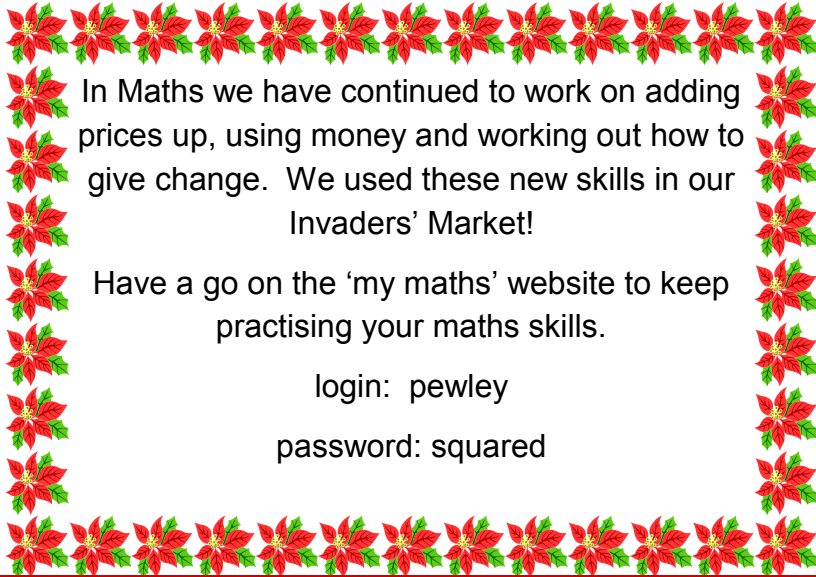 In Maths we have continued to work on adding
prices up, using money and working out how to
give change.  We used these new skills in our
Invaders’ Market!
Have a go on the ‘my maths’ website to keep
practising your maths skills.
login:  pewley
password: squared